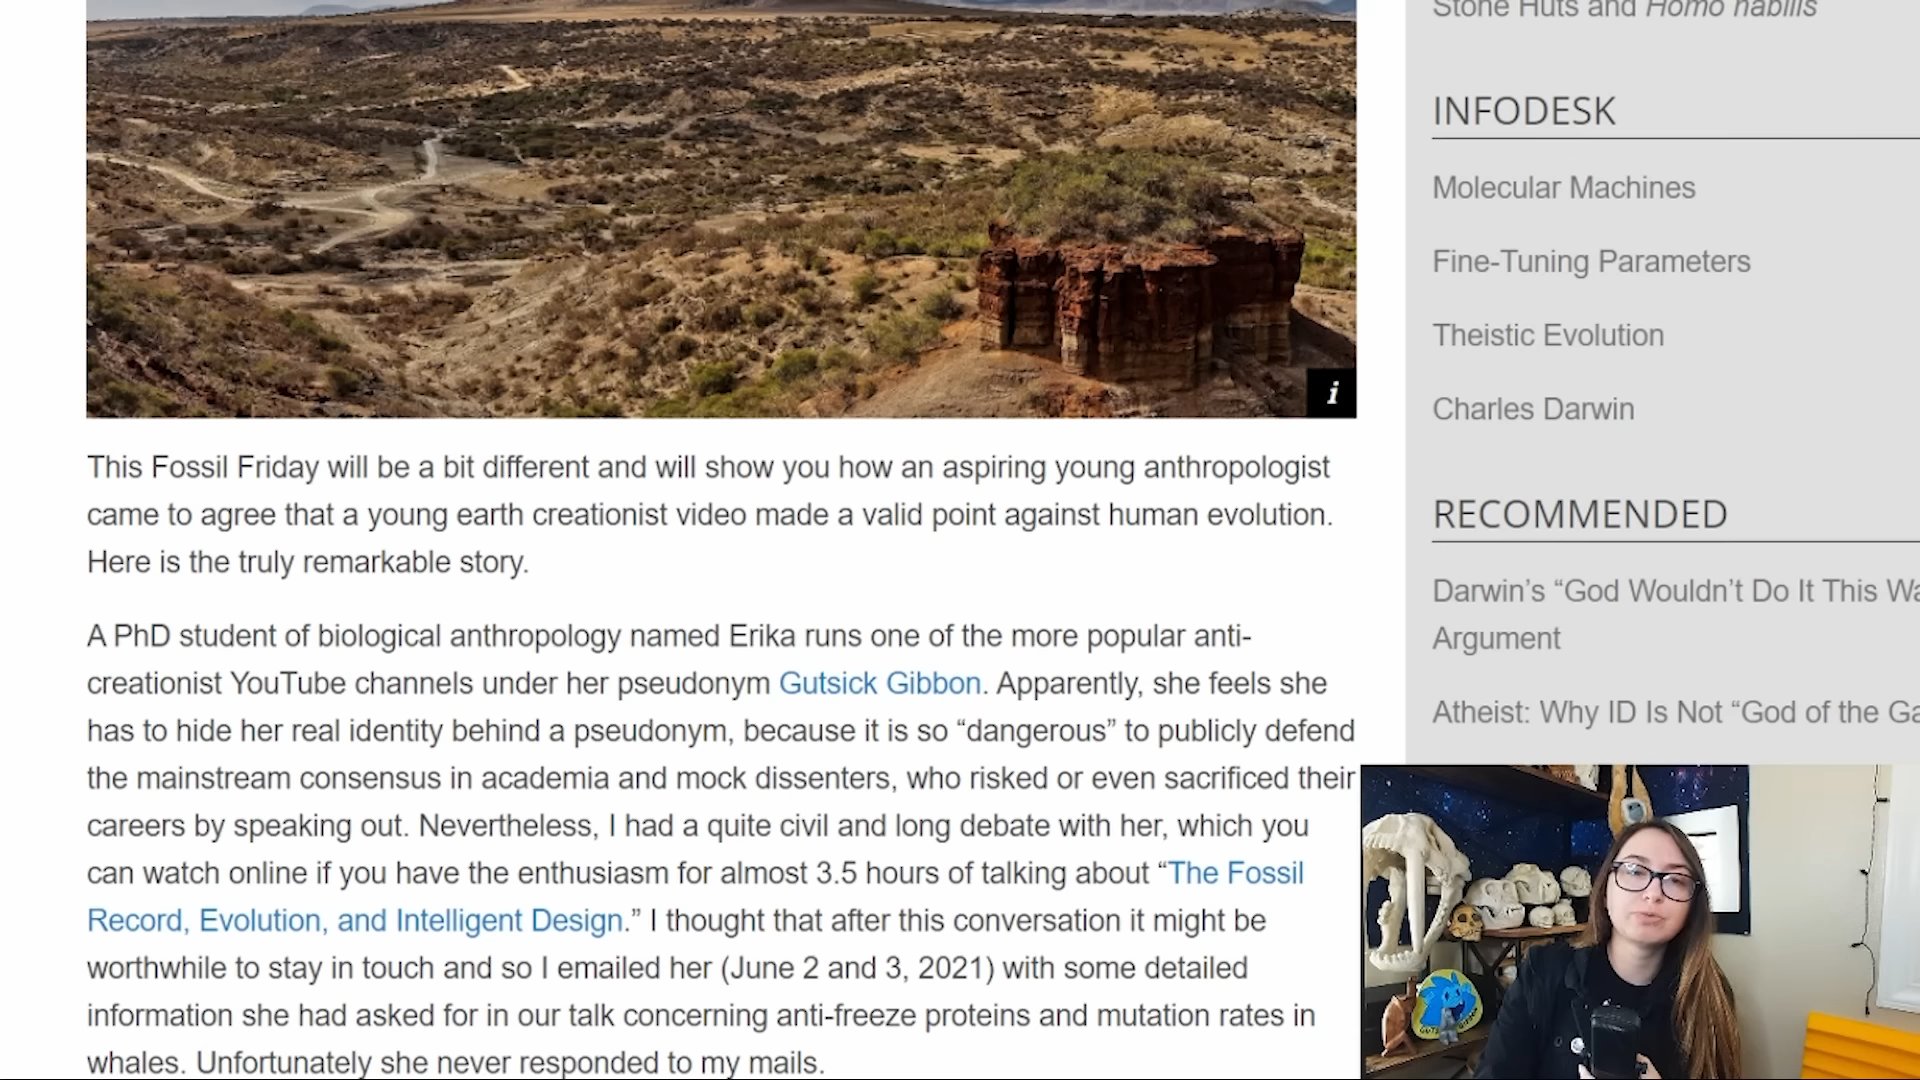 Stone Huts and Homo habilis
INFODESK
Molecular Machines
Fine-Tuning Parameters
Theistic Evolution
Charles Darwin
RECOMMENDED
Darwin’s “God Wouldn’t Do It This
Argument
Atheist: Why ID Is Not “God of the
i
This Fossil Friday will be a bit different and will show you how an aspiring young anthropologist
came to agree that a young earth creationist video made a valid point against human evolution.
Here is the truly remarkable story.
A PhD student of biological anthropology named Erika runs one of the more popular anti-
creationist YouTube channels under her pseudonym Gutsick Gibbon. Apparently, she feels she
has to hide her real identity behind a pseudonym, because it is so “dangerous” to publicly defend
the mainstream consensus in academia and mock dissenters, who risked or even sacrificed their
careers by speaking out. Nevertheless, I had a quite civil and long debate with her, which you
can watch online if you have the enthusiasm for almost 3.5 hours of talking about “The Fossil
Record, Evolution, and Intelligent Design.” I thought that after this conversation it might be
worthwhile to stay in touch and so I emailed her (June 2 and 3, 2021) with some detailed
information she had asked for in our talk concerning anti-freeze proteins and mutation rates in
whales. Unfortunately she never responded to my mails.